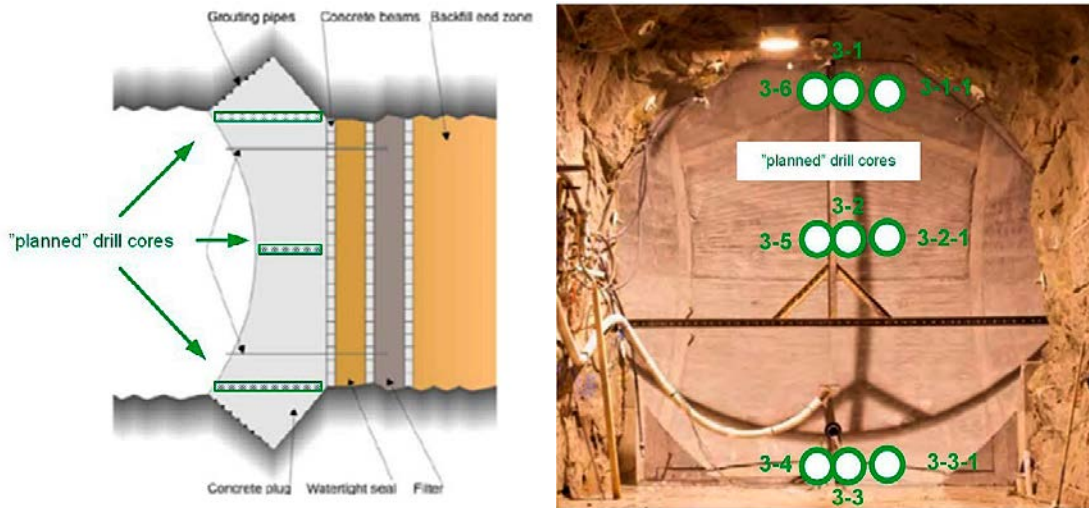 Grouting pipes
Concrete beams
Backfill end zone
"planned" drill cores
Concrete plug
Watertight seal
Filter
3-1
3-6
3-1-1
"planned" drill cores
3-2
3-5
3-2-1
3-4
3-3-1
3-3